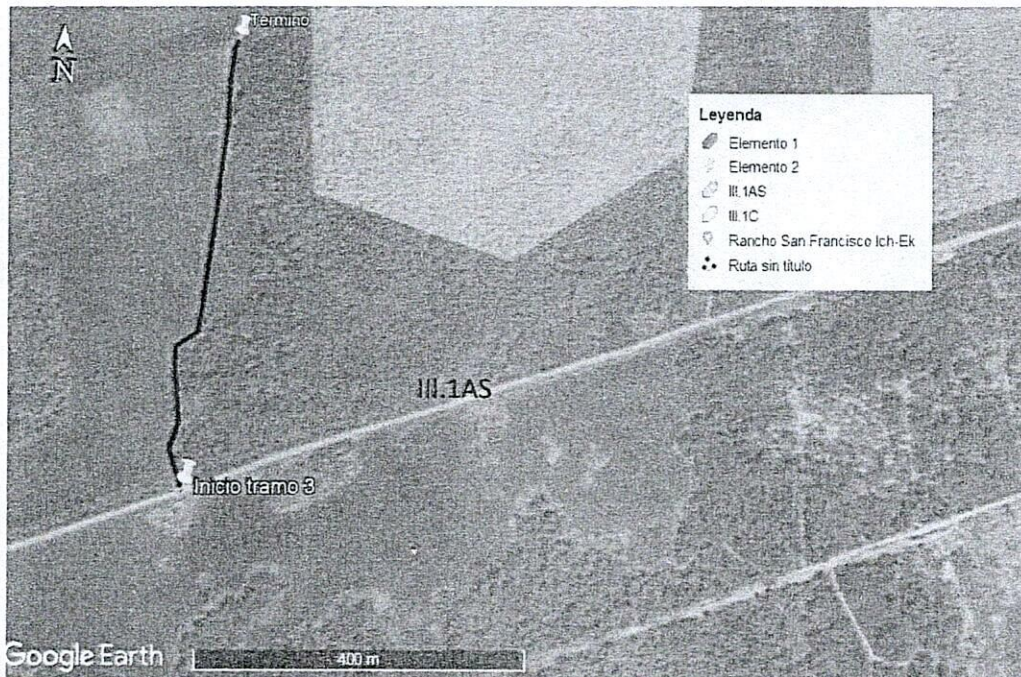 Término
N
Leyenda
Elemento 1
Elemento 2
III.1AS
III.1C
Rancho San Francisco Ich-Ek
Ruta sin título
III.1AS
Inicio tramo 3
Google Earth
400 m